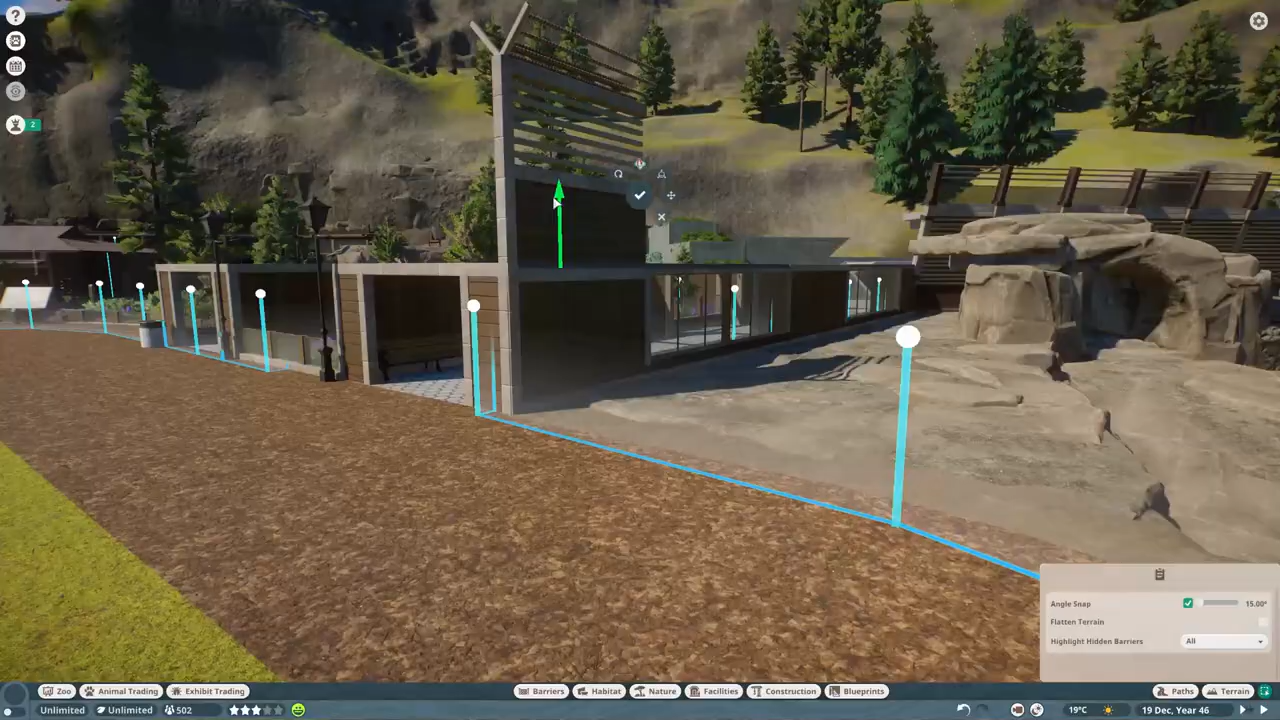 ?
2
Angle Snap 15.00°
Flatten Terrain
Highlight Hidden Barriers All
Zoo Animal Trading Exhibit Trading Barriers Habitat Nature Facilities Construction Blueprints Paths Terrain
Unlimited Unlimited 502 19°C 19 Dec, Year 46